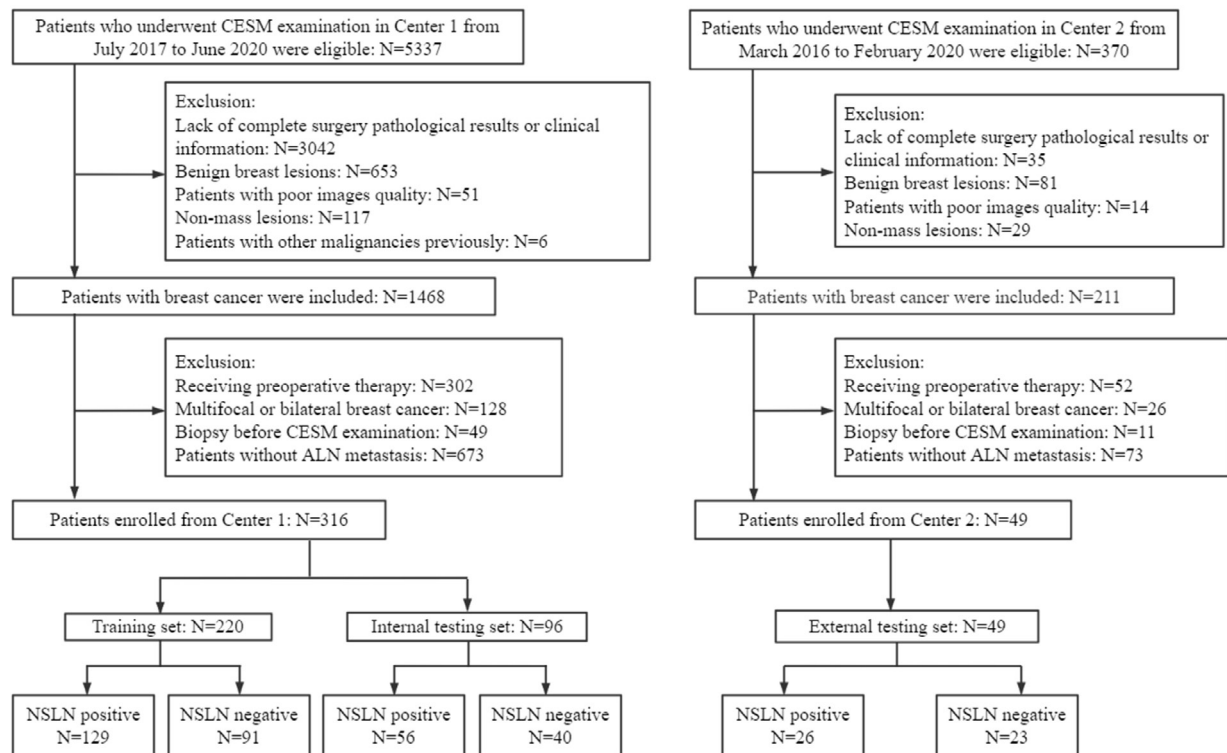 Patients who underwent CESM examination in Center 1 from
July 2017 to June 2020 were eligible: N=5337
Exclusion:
Lack of complete surgery pathological results or clinical
information: N=3042
Benign breast lesions: N=653
Patients with poor images quality: N=51
Non-mass lesions: N=117
Patients with other malignancies previously: N=6
Patients with breast cancer were included: N=1468
Exclusion:
Receiving preoperative therapy: N=302
Multifocal or bilateral breast cancer: N=128
Biopsy before CESM examination: N=49
Patients without ALN metastasis: N=673
Patients enrolled from Center 1: N=316
Training set: N=220
Internal testing set: N=96
NSLN positive
N=129
NSLN negative
N=91
NSLN positive
N=56
NSLN negative
N=40
Patients who underwent CESM examination in Center 2 from
March 2016 to February 2020 were eligible: N=370
Exclusion:
Lack of complete surgery pathological results or
clinical information: N=35
Benign breast lesions: N=81
Patients with poor images quality: N=14
Non-mass lesions: N=29
Patients with breast cancer were included: N=211
Exclusion:
Receiving preoperative therapy: N=52
Multifocal or bilateral breast cancer: N=26
Biopsy before CESM examination: N=11
Patients without ALN metastasis: N=73
Patients enrolled from Center 2: N=49
External testing set: N=49
NSLN positive
N=26
NSLN negative
N=23